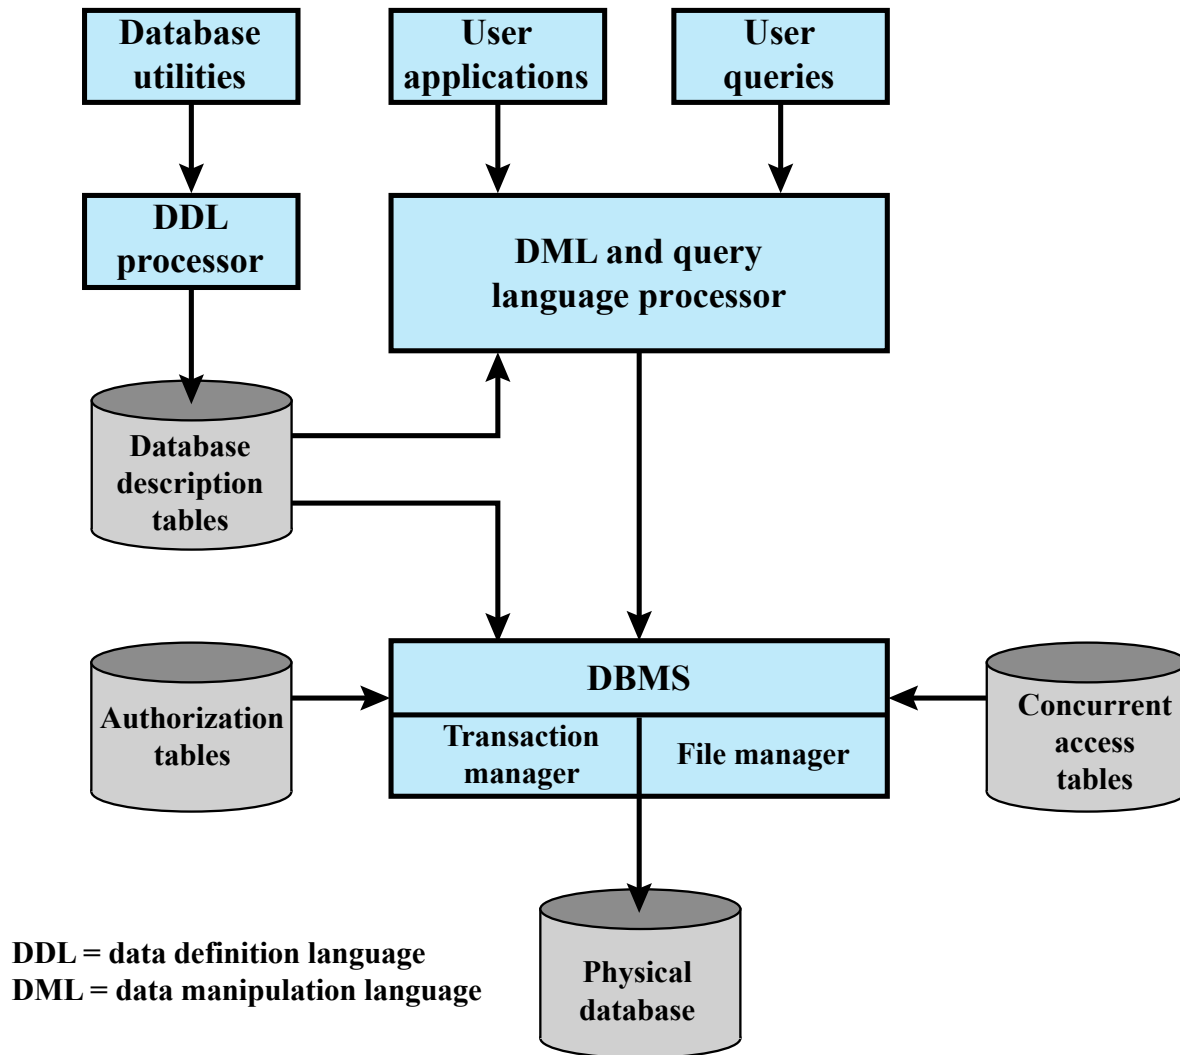 Database
utilities
User
applications
User
queries
DDL
processor
DML and query
language processor
Database
description
tables
DBMS
Authorization
tables
Transaction
manager
File manager
Concurrent
access
tables
Physical
database
DDL = data definition language
DML = data manipulation language